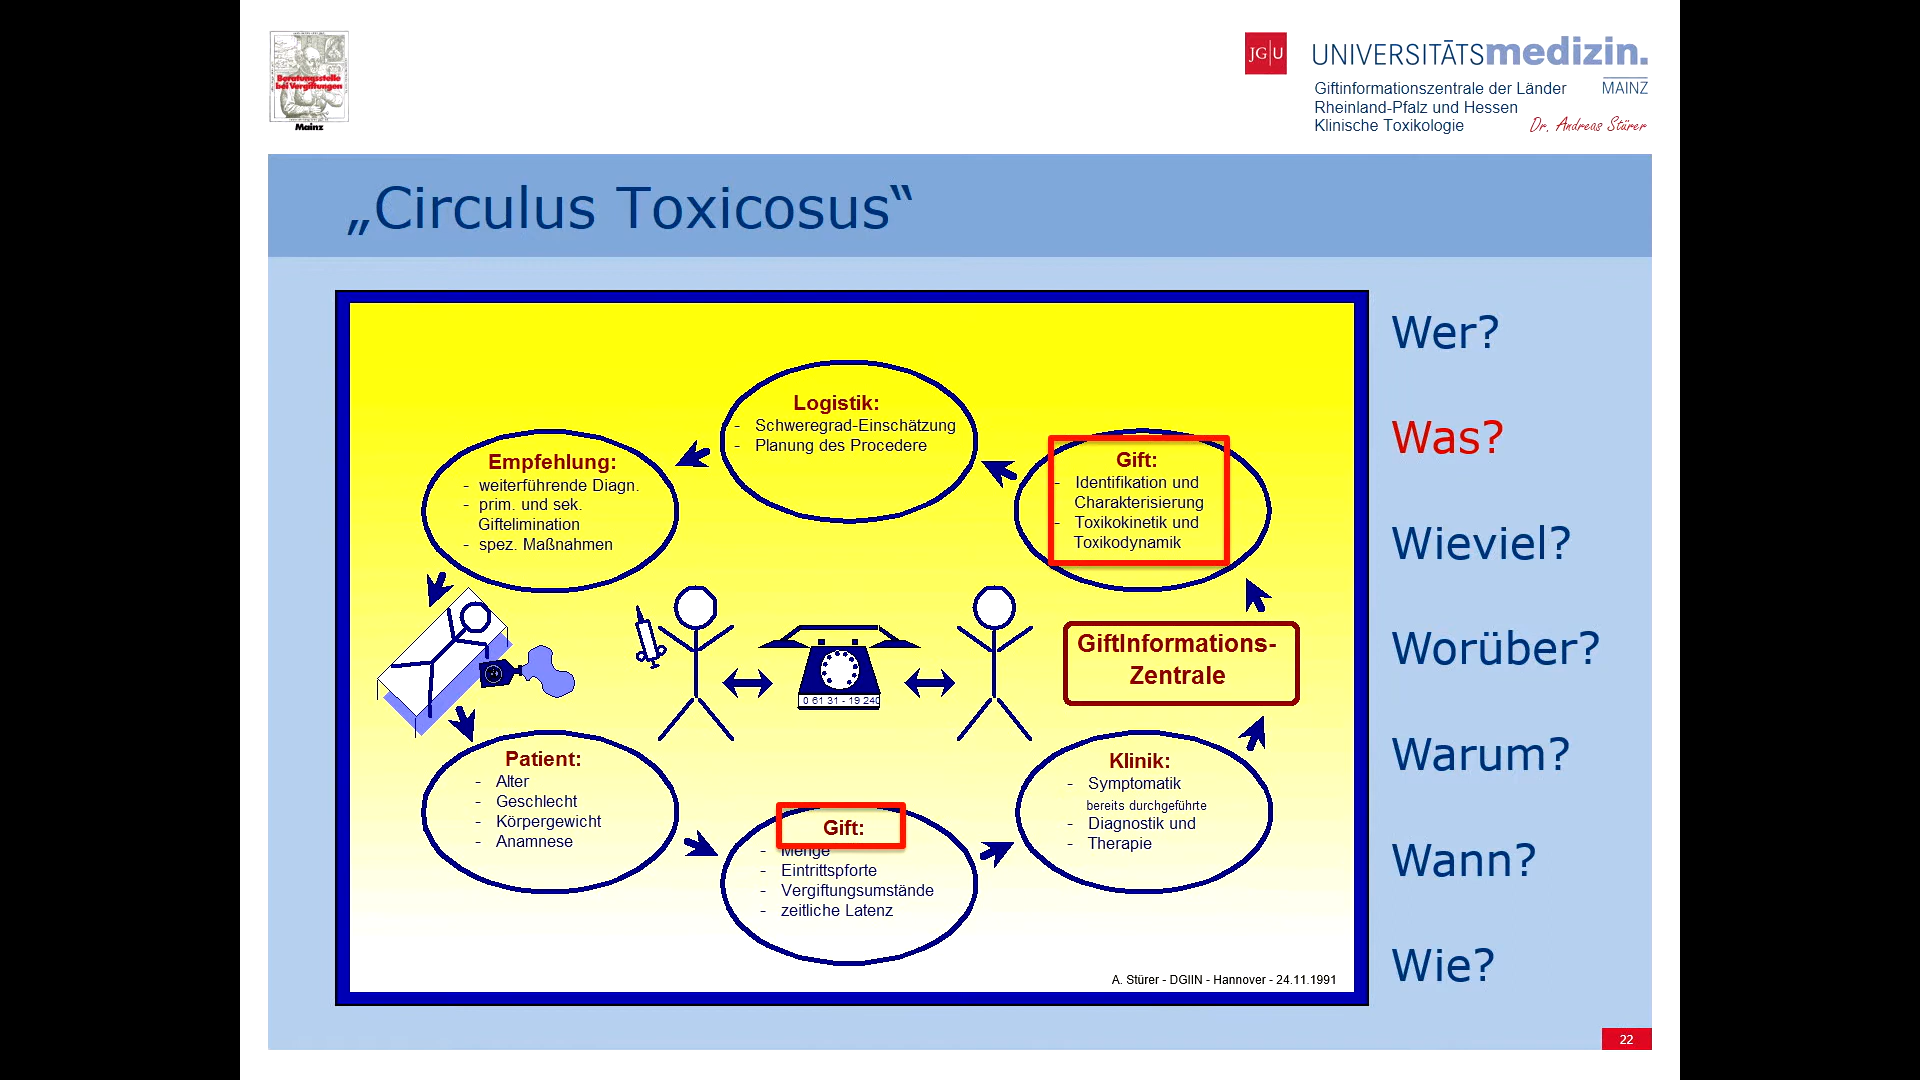 Beratungsstelle
bei Vergiftungen
Mainz
JG|U
UNIVERSITĀTSmedizin.
MAINZ
Giftinformationszentrale der Länder
Rheinland-Pfalz und Hessen
Klinische Toxikologie
Dr. Andreas Stürer
„Circulus Toxicosus“
Logistik:
- Schweregrad-Einschätzung
- Planung des Procedere
Empfehlung:
- weiterführende Diagn.
- prim. und sek.
Giftelimination
- spez. Maßnahmen
Gift:
- Identifikation und
Charakterisierung
- Toxikokinetik und
Toxikodynamik
GiftInformations-
Zentrale
0 61 31 - 19 240
Patient:
- Alter
- Geschlecht
- Körpergewicht
- Anamnese
Gift:
- Menge
- Eintrittspforte
- Vergiftungsumstände
- zeitliche Latenz
Klinik:
- Symptomatik
bereits durchgeführte
- Diagnostik und
- Therapie
A. Stürer - DGIIN - Hannover - 24.11.1991
Wer?
Was?
Wieviel?
Worüber?
Warum?
Wann?
Wie?
22